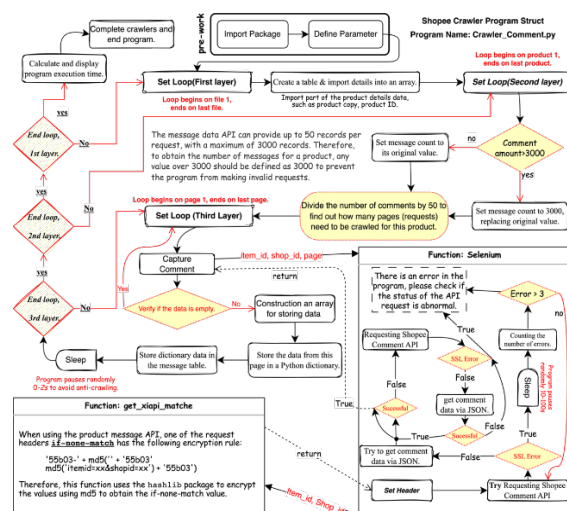 Shopee Crawler Program Struct
Program Name: Crawler_Comment.py
pre-work
Import Package
Define Parameter
Complete crawlers and
end program.
Calculate and display
program execution time.
Set Loop(First layer)
Loop begins on file 1,
ends on last file.
Create a table & import details into an array.
Import part of the product details data,
such as product copy, product ID.
Loop begins on product 1,
ends on last product.
Set Loop(Second layer)
yes
End loop,
1st layer.
No
The message data API can provide up to 50 records per
request, with a maximum of 3000 records. Therefore,
to obtain the number of messages for a product, any
value over 3000 should be defined as 3000 to prevent
the program from making invalid requests.
Set message count to
its original value.
no
Comment
amount>3000
yes
Set message count to 3000,
replacing original value.
Divide the number of comments by 50 to
find out how many pages (requests)
need to be crawled for this product.
yes
End loop,
2nd layer.
No
Loop begins on page 1, ends on last page.
Set Loop (Third Layer)
yes
End loop,
3rd layer.
No
Yes
Capture
Comment
item_id, shop_id, page
return
Verify if the data is empty.
No
Construction an array
for storing data
Store the data from this
page in a Python dictionary.
Store dictionary data in
the message table.
Sleep
Program pauses randomly
0~2s to avoid anti-crawling.
Function: Selenium
There is an error in the
program, please check if
the status of the API
request is abnormal.
Error > 3
True
no
Counting the
number of errors.
Requesting Shopee
Comment API
True
SSL Error
False
False
get comment
data via JSON.
Sleep
Program pauses
randomly 10~100s
True
Sucessful
Sucessful
True
False
False
True
SSL Error
Try to get comment
data via JSON.
False
Set Header
Try Requesting Shopee
Comment API
return
Item_id, Shop_id
Function: get_xiapi_matche
When using the product message API, one of the request
headers if-none-match has the following encryption rule:
'55b03-' + md5('' + '55b03'
md5('itemid=xx&shopid=xx') + '55b03')
Therefore, this function uses the hashlib package to encrypt
the values using md5 to obtain the if-none-match value.